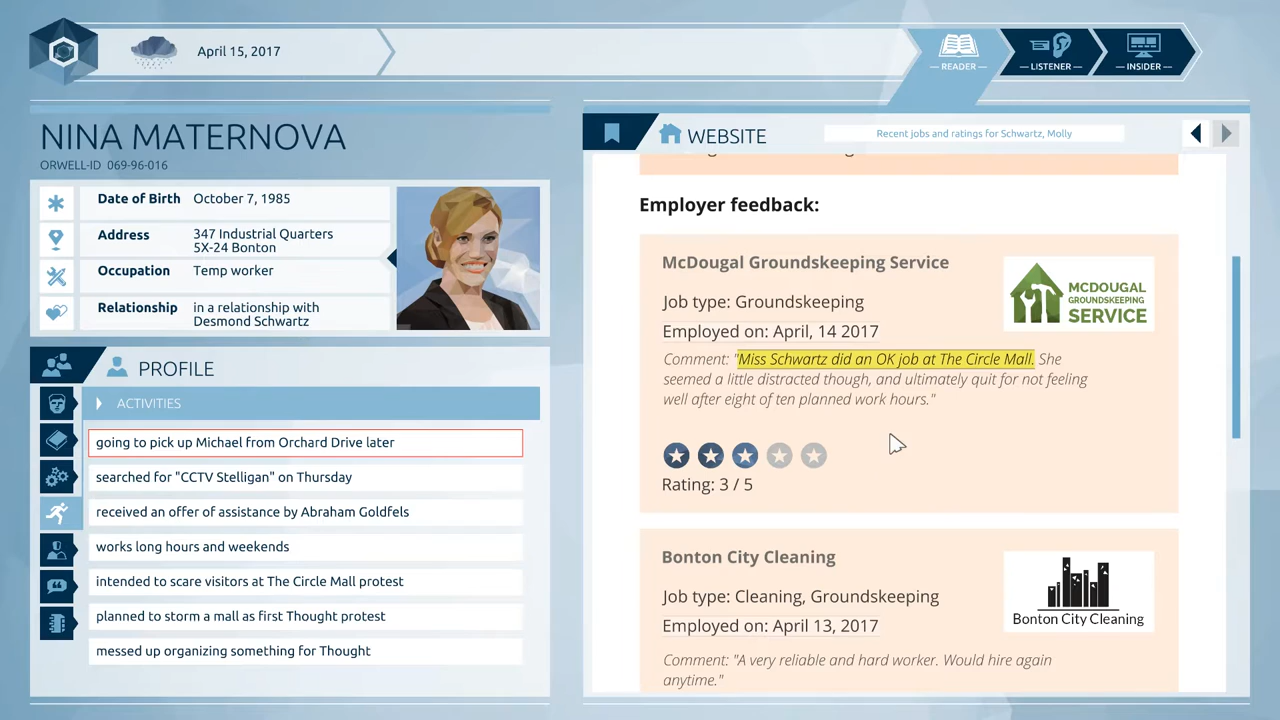 April 15, 2017
READER
LISTENER
INSIDER
NINA MATERNOVA
ORWELL-ID 069-96-016
Date of Birth October 7, 1985
Address 347 Industrial Quarters
5X-24 Bonton
Occupation Temp worker
Relationship in a relationship with
Desmond Schwartz
PROFILE
ACTIVITIES
going to pick up Michael from Orchard Drive later
searched for "CCTV Stelligan" on Thursday
received an offer of assistance by Abraham Goldfels
works long hours and weekends
intended to scare visitors at The Circle Mall protest
planned to storm a mall as first Thought protest
messed up organizing something for Thought
WEBSITE
Recent jobs and ratings for Schwartz, Molly
Employer feedback:
McDougal Groundskeeping Service
Job type: Groundskeeping
Employed on: April, 14 2017
Comment: "Miss Schwartz did an OK job at The Circle Mall. She
seemed a little distracted though, and ultimately quit for not feeling
well after eight of ten planned work hours."
Rating: 3 / 5
MCDOUGAL
GROUNDSKEEPING
SERVICE
Bonton City Cleaning
Job type: Cleaning, Groundskeeping
Employed on: April 13, 2017
Comment: "A very reliable and hard worker. Would hire again
anytime."
Bonton City Cleaning